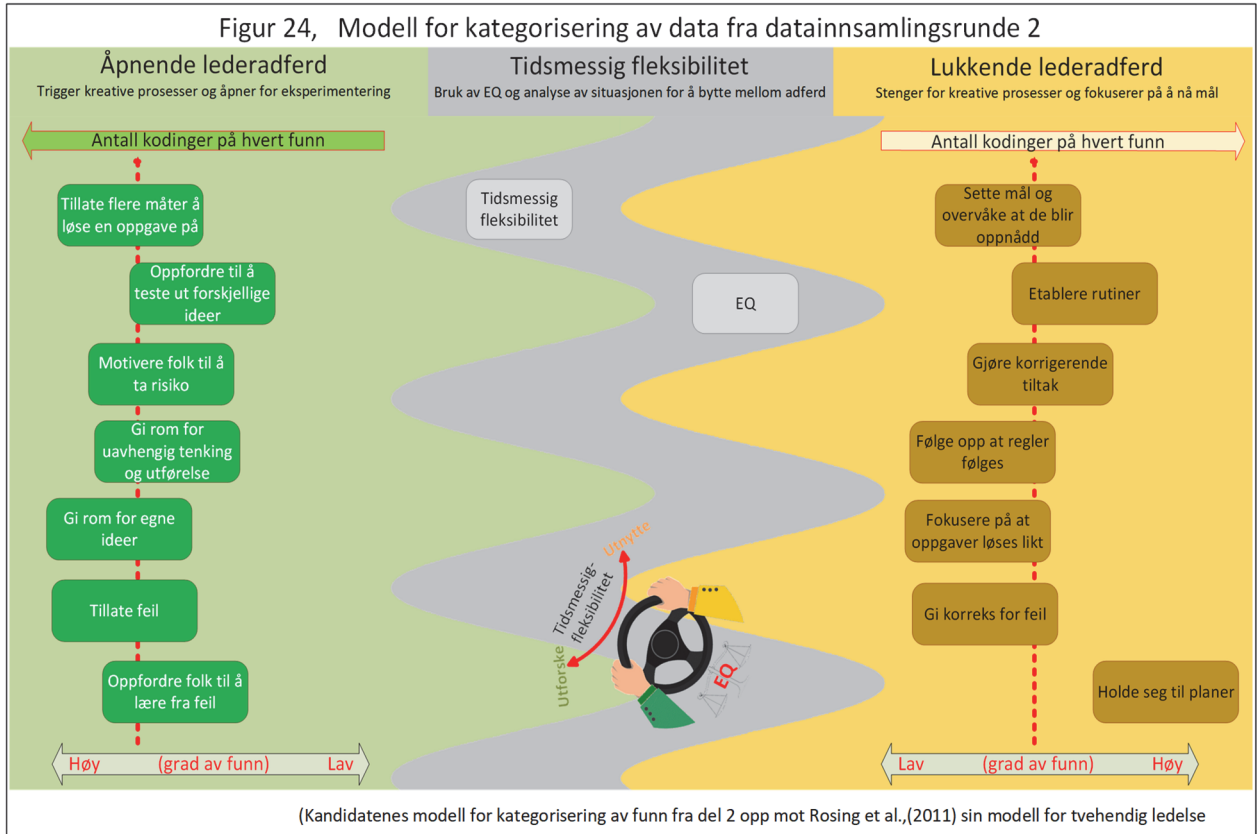 Figur 24, Modell for kategorisering av data fra datainnsamlingsrunde 2
Åpnende lederadferd
Trigger kreative prosesser og åpner for eksperimentering
Tidsmessig fleksibilitet
Bruk av EQ og analyse av situasjonen for å bytte mellom adferd
Lukkende lederadferd
Stenger for kreative prosesser og fokuserer på å nå mål
Antall kodinger på hvert funn
Tillate flere måter å
løse en oppgave på
Oppfordre til å
teste ut forskjellige
ideer
Motivere folk til å
ta risiko
Gi rom for
uavhengig tenking
og utførelse
Gi rom for egne
ideer
Tillate feil
Oppfordre folk til å
lære fra feil
Høy (grad av funn) Lav
Tidsmessig
fleksibilitet
EQ
Utnytte
Tidsmessig-
fleksibilitet
Utforske
EQ
Antall kodinger på hvert funn
Sette mål og
overvåke at de blir
oppnådd
Etablere rutiner
Gjøre korrigerende
tiltak
Følge opp at regler
følges
Fokusere på at
oppgaver løses likt
Gi korreks for feil
Holde seg til planer
Lav (grad av funn) Høy
(Kandidatenes modell for kategorisering av funn fra del 2 opp mot Rosing et al.,(2011) sin modell for tvehendig ledelse